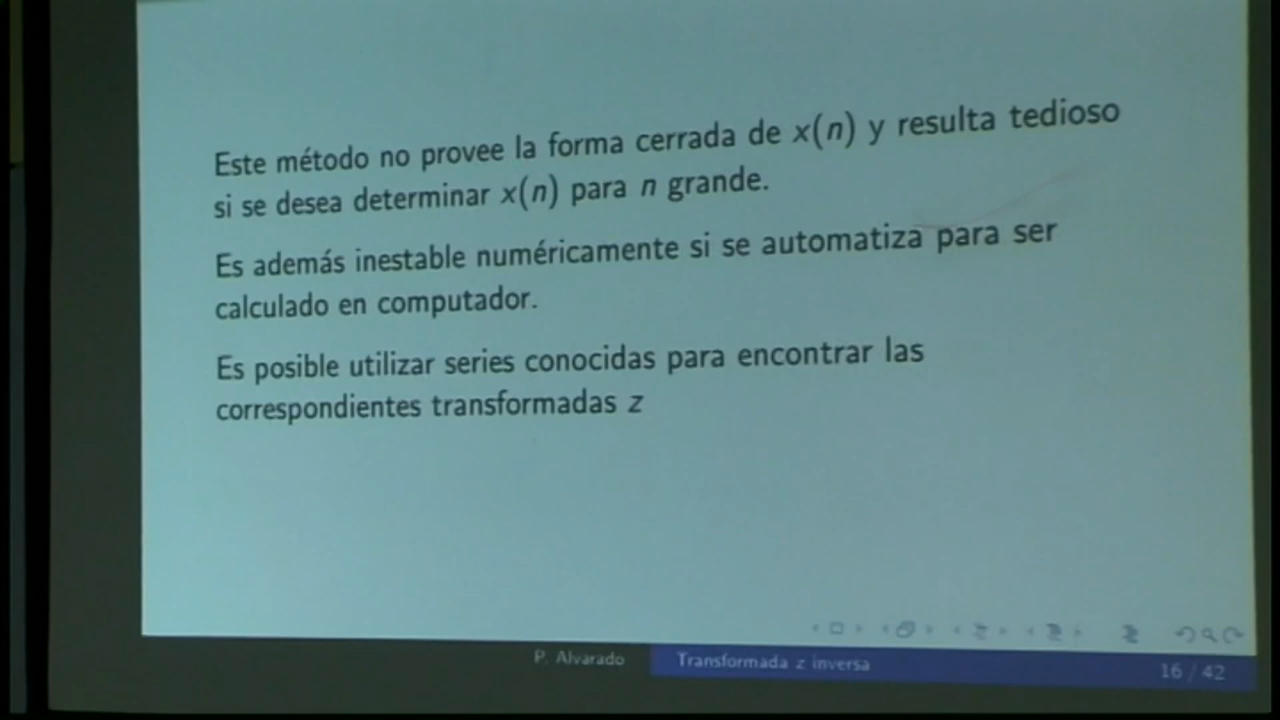 Este método no provee la forma cerrada de x(n) y resulta tedioso
si se desea determinar x(n) para n grande.
Es además inestable numéricamente si se automatiza para ser
calculado en computador.
Es posible utilizar series conocidas para encontrar las
correspondientes transformadas z
P. Alvarado
Transformada z inversa
16 / 42